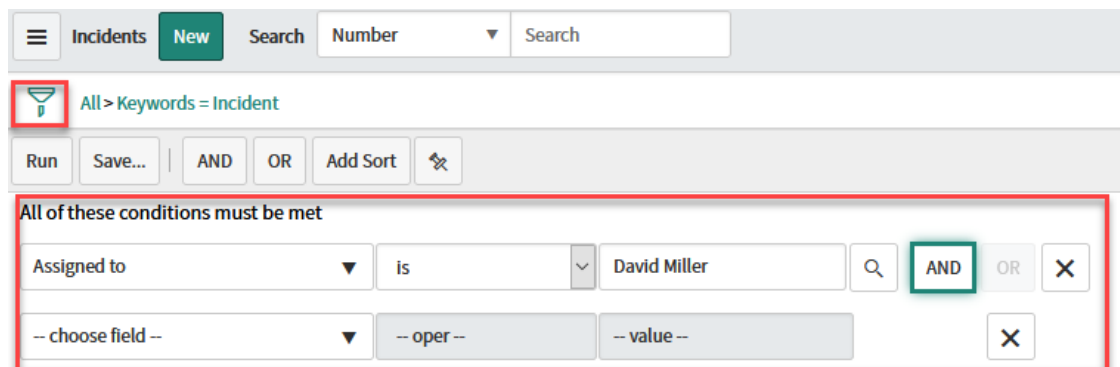 Incidents New Search Number Search
All > Keywords = Incident
Run Save... AND OR Add Sort
All of these conditions must be met
Assigned to is David Miller AND OR
-- choose field -- -- oper -- -- value --